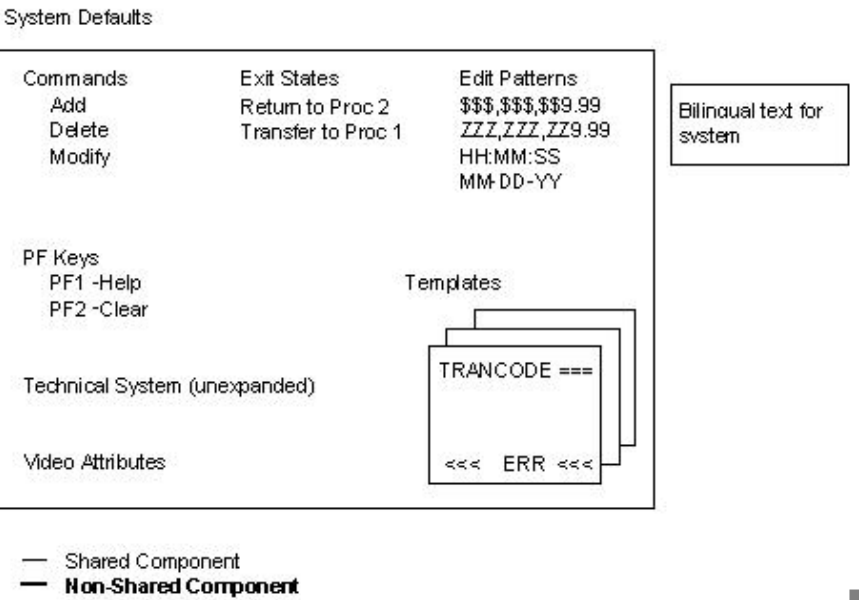 System Defaults
Commands
Add
Delete
Modify
Exit States
Return to Proc 2
Transfer to Proc 1
Edit Patterns
$$$,$$$,$$9.99
ZZZ,ZZZ,ZZ9.99
HH:MM:SS
MM-DD-YY
Bilingual text for
system
PF Keys
PF1 -Help
PF2 -Clear
Templates
TRANCODE ===
<<< ERR <<<
Technical System (unexpanded)
Video Attributes
Shared Component
Non-Shared Component